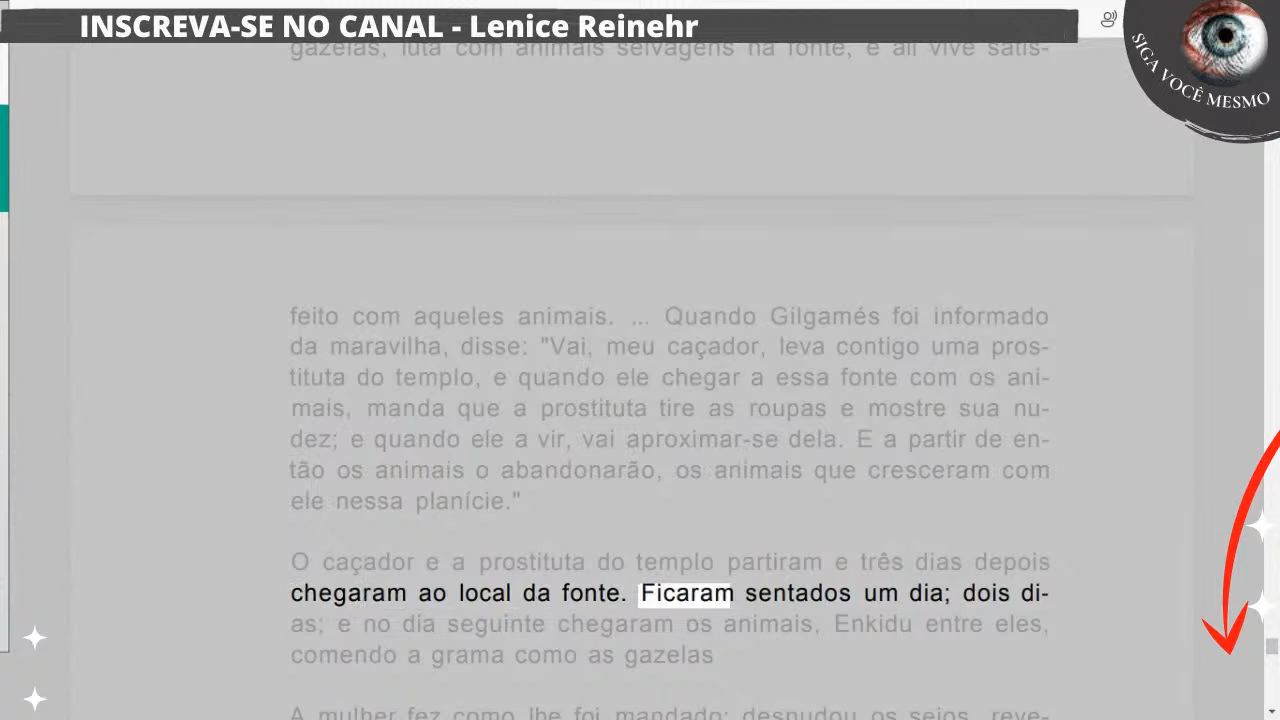 INSCREVA-SE NO CANAL - Lenice Reinehr
SIGA VOCÊ MESMO
gazelas, luta com animais selvagens na fonte, e ali vive satis-
feito com aqueles animais. ... Quando Gilgamés foi informado
da maravilha, disse: "Vai, meu caçador, leva contigo uma pros-
tituta do templo, e quando ele chegar a essa fonte com os ani-
mais, manda que a prostituta tire as roupas e mostre sua nu-
dez; e quando ele a vir, vai aproximar-se dela. E a partir de en-
tão os animais o abandonarão, os animais que cresceram com
ele nessa planície."
O caçador e a prostituta do templo partiram e três dias depois
chegaram ao local da fonte. Ficaram sentados um dia; dois di-
as; e no dia seguinte chegaram os animais, Enkidu entre eles,
comendo a grama como as gazelas
A mulher fez como lhe foi mandado: desnudou os seios, reve-